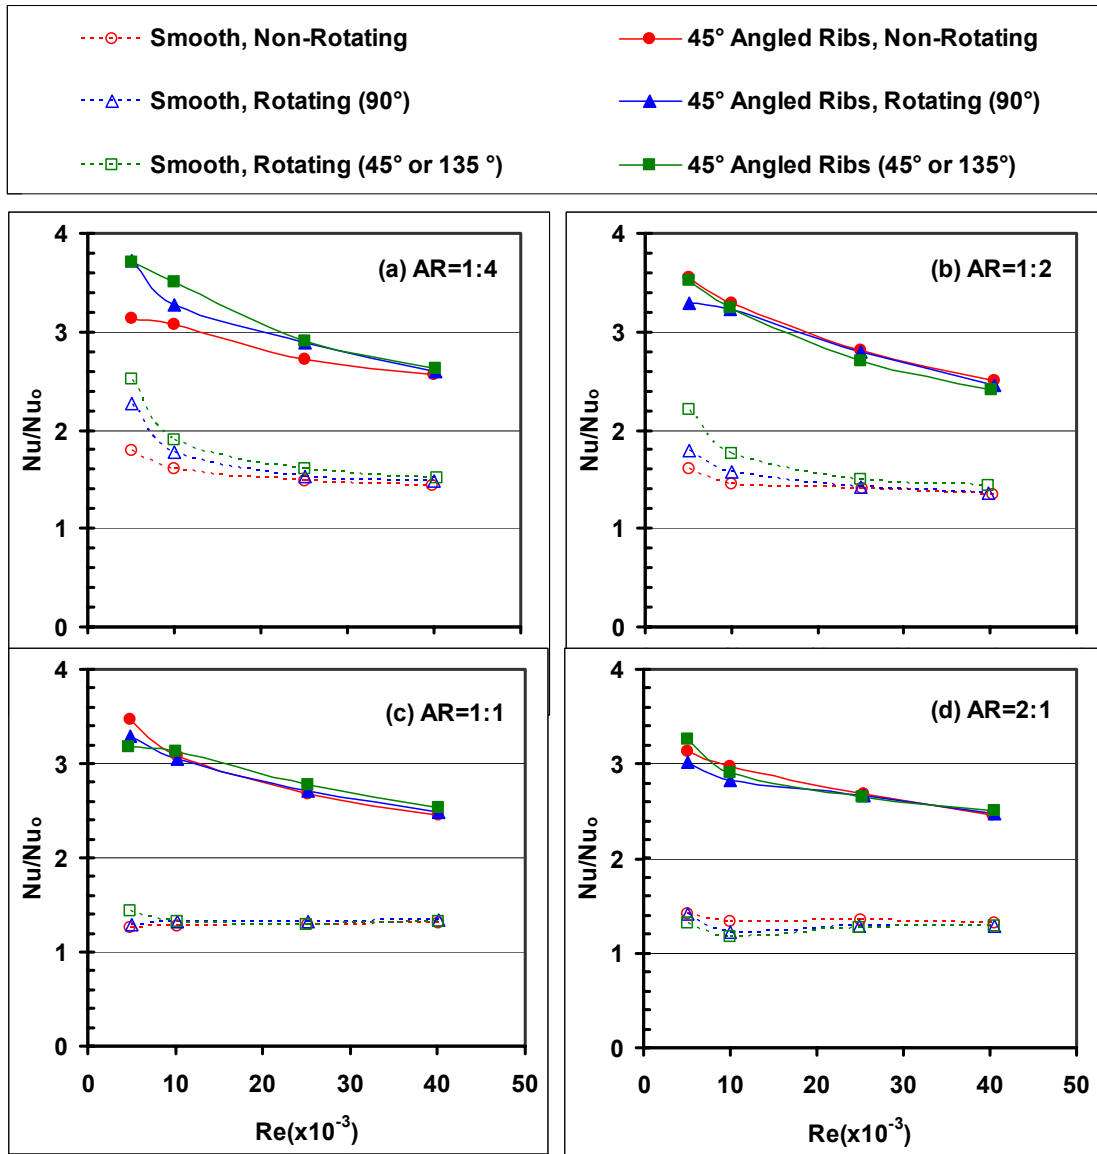 Smooth, Non-Rotating
45° Angled Ribs, Non-Rotating
Smooth, Rotating (90°)
45° Angled Ribs, Rotating (90°)
Smooth, Rotating (45° or 135 °)
45° Angled Ribs (45° or 135°)
4
3
2
1
0
Nu/Nuo
(a) AR=1:4
4
3
2
1
0
Nu/Nuo
(b) AR=1:2
4
3
2
1
0
Nu/Nuo
(c) AR=1:1
0 10 20 30 40 50
Re(x10-3)
4
3
2
1
0
Nu/Nuo
(d) AR=2:1
0 10 20 30 40 50
Re(x10-3)